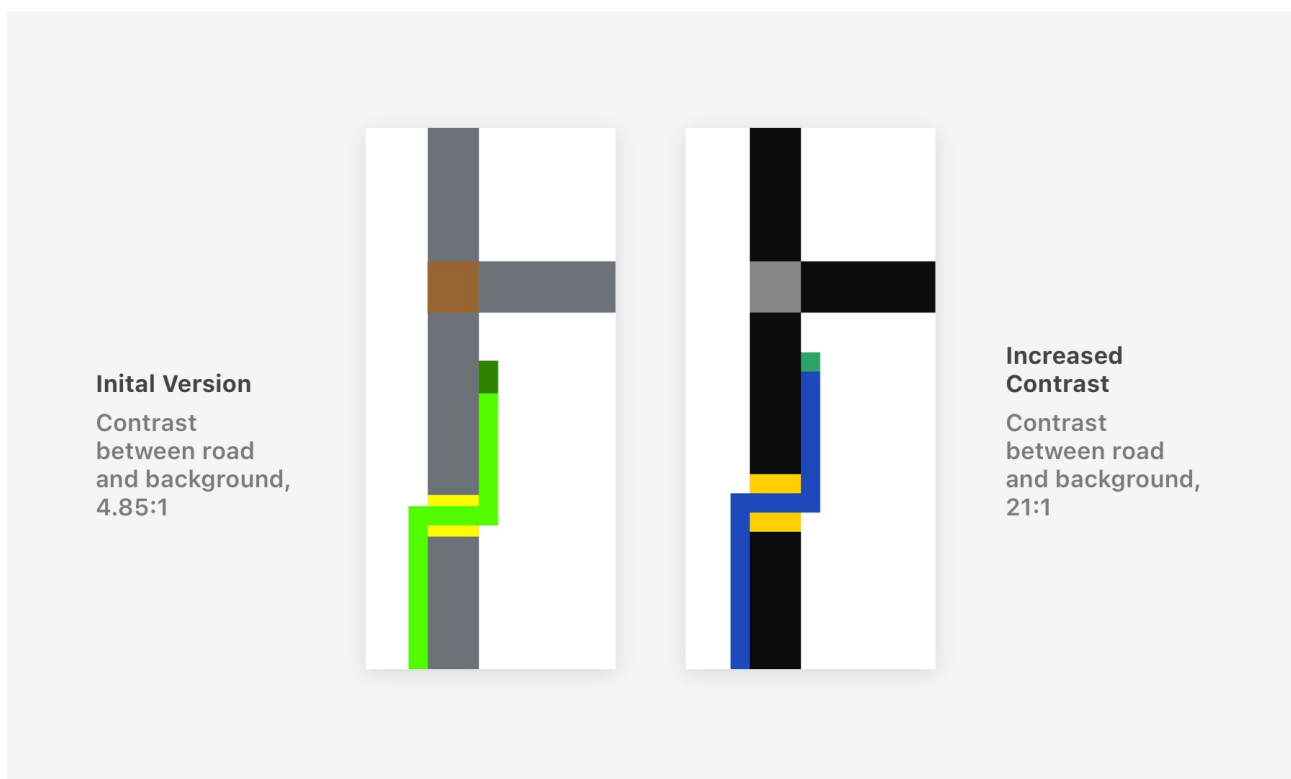 Inital Version
Contrast
between road
and background,
4.85:1
Increased
Contrast
Contrast
between road
and background,
21:1